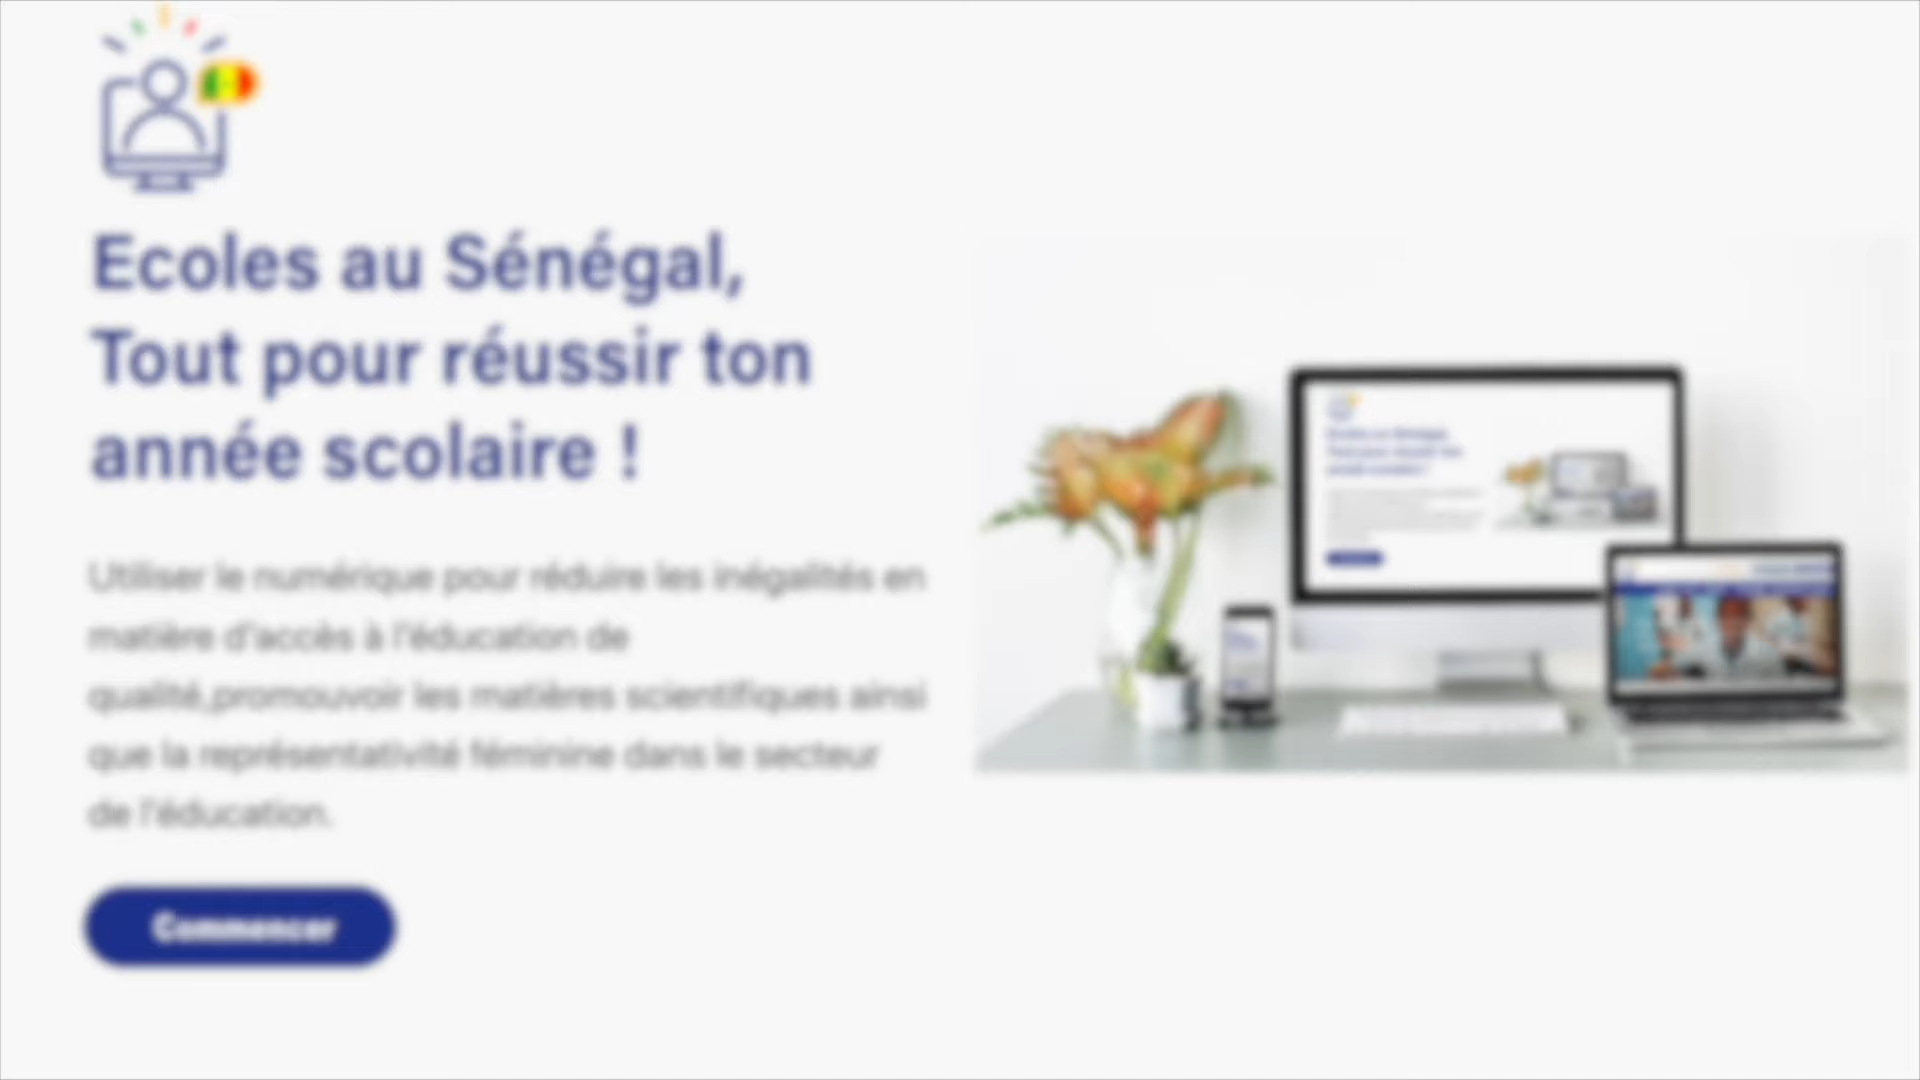 Ecoles au Sénégal,
Tout pour réussir ton
année scolaire !
Utiliser le numérique pour réduire les inégalités en
matière d'accès à l'éducation de
qualité,promouvoir les matières scientifiques ainsi
que la représentativité féminine dans le secteur
de l'éducation.
Commencer